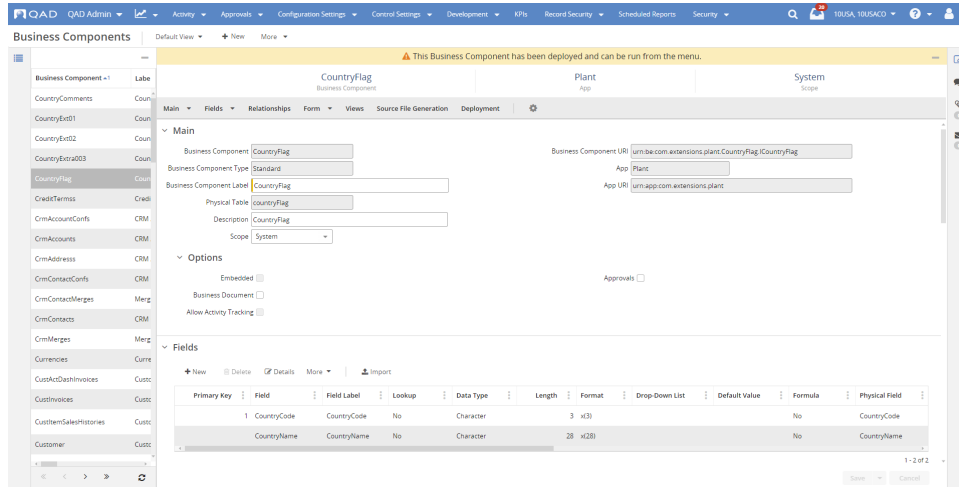 QAD QAD Admin Activity Approvals Configuration Settings Control Settings Development KPIs Record Security Scheduled Reports Security 10USA, 10USACO
Business Components Default View + New More
This Business Component has been deployed and can be run from the menu.
Business Component Labe
CountryFlag Plant System
Business Component App Scope
CountryComments Coun
Main Fields Relationships Form Views Source File Generation Deployment
CountryExt01 Coun
CountryExt02 Coun
CountryExtra003 Coun
CountryFlag Coun
CreditTermss Credi
CrmAccountConfs CRM
CrmAccounts CRM
CrmAddresss CRM
CrmContactConfs CRM
CrmContactMerges Merg
CrmContacts CRM
CrmMerges Merg
Currencies Curre
CustActDashInvoices Custo
CustInvoices Custo
CustItemSalesHistories Custo
Customer Custo
Main
Business Component CountryFlag Business Component URI urn:be:com.extensions.plant.CountryFlag.ICountryFlag
Business Component Type Standard App Plant
Business Component Label CountryFlag App URI urn:app:com.extensions.plant
Physical Table countryFlag
Description CountryFlag
Scope System
Options
Embedded Approvals
Business Document
Allow Activity Tracking
Fields
+ New Delete Details More Import
Primary Key Field Field Label Lookup Data Type Length Format Drop-Down List Default Value Formula Physical Field
1 CountryCode CountryCode No Character 3 x(3) No CountryCode
CountryName CountryName No Character 28 x(28) No CountryName
1 - 2 of 2
Save Cancel